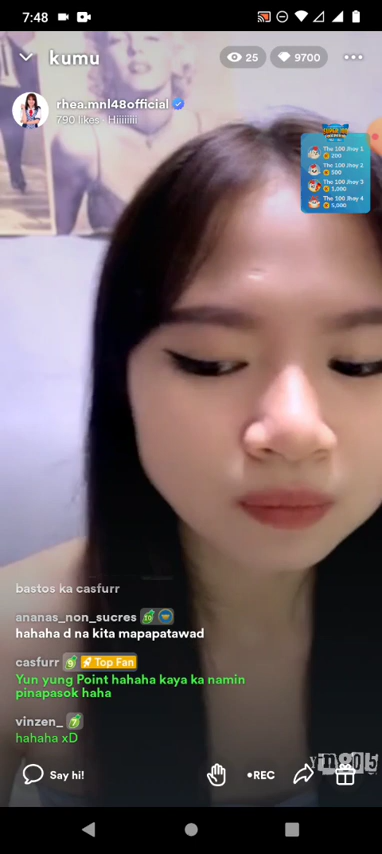 7:48
kumu
25
9700
rhea.mnl48official
790 likes · Hiiiiiiii
The 100 Jhay 1
200
The 100 Jhay 2
500
The 100 Jhay 3
1,000
The 100 Jhay 4
5,000
bastos ka casfurr
ananas_non_sucres 10
hahaha d na kita mapapatawad
casfurr 9 Top Fan
Yun yung Point hahaha kaya ka namin
pinapasok haha
vinzen_ 7
hahaha xD
Say hi!
•REC